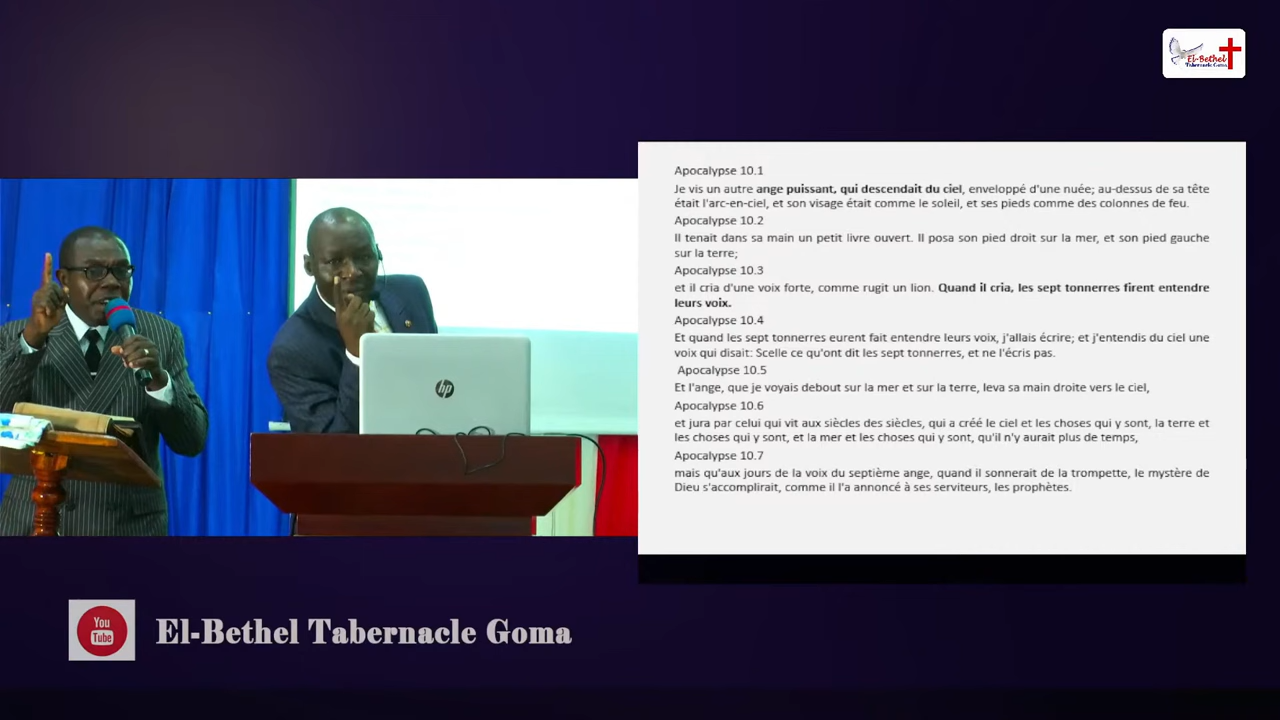 El-Bethel
Tabernacle Goma
Apocalypse 10.1
Je vis un autre ange puissant, qui descendait du ciel, enveloppé d'une nuée; au-dessus de sa tête
était l'arc-en-ciel, et son visage était comme le soleil, et ses pieds comme des colonnes de feu.
Apocalypse 10.2
Il tenait dans sa main un petit livre ouvert. Il posa son pied droit sur la mer, et son pied gauche
sur la terre;
Apocalypse 10.3
et il cria d'une voix forte, comme rugit un lion. Quand il cria, les sept tonnerres firent entendre
leurs voix.
Apocalypse 10.4
Et quand les sept tonnerres eurent fait entendre leurs voix, j'allais écrire; et j'entendis du ciel une
voix qui disait: Scelle ce qu'ont dit les sept tonnerres, et ne l'écris pas.
Apocalypse 10.5
Et l'ange, que je voyais debout sur la mer et sur la terre, leva sa main droite vers le ciel,
Apocalypse 10.6
et jura par celui qui vit aux siècles des siècles, qui a créé le ciel et les choses qui y sont, la terre et
les choses qui y sont, et la mer et les choses qui y sont, qu'il n'y aurait plus de temps,
Apocalypse 10.7
mais qu'aux jours de la voix du septième ange, quand il sonnerait de la trompette, le mystère de
Dieu s'accomplirait, comme il l'a annoncé à ses serviteurs, les prophètes.
hp
You
Tube
El-Bethel Tabernacle Goma